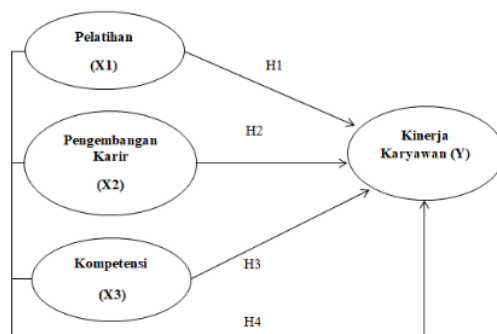 Pelatihan
(X1)
H1
Pengembangan
Karir
(X2)
H2
Kinerja
Karyawan (Y)
Kompetensi
(X3)
H3
H4